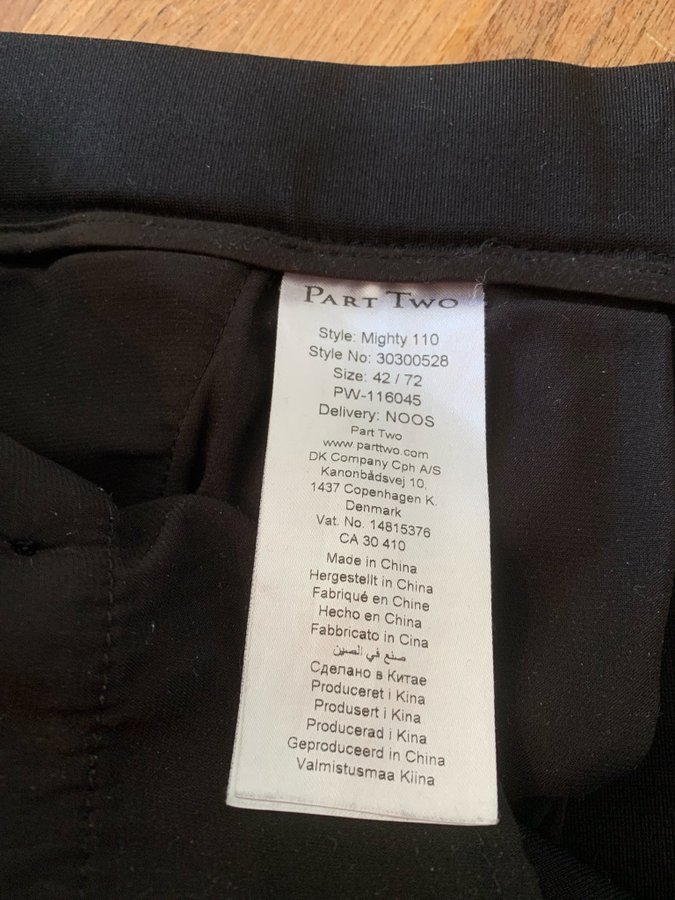 PART TWO
Style: Mighty 110
Style No: 30300528
Size: 42 / 72
PW-116045
Delivery: NOOS
Part Two
www.parttwo.com
DK Company Cph A/S
Kanonbådsvej 10,
1437 Copenhagen K.
Denmark
Vat. No. 14815376
CA 30 410
Made in China
Hergestellt in China
Fabriqué en Chine
Hecho en China
Fabbricato in Cina
صنع في الصين
Сделано в Китае
Produceret i Kina
Produsert i Kina
Producerad i Kina
Geproduceerd in China
Valmistusmaa Kiina